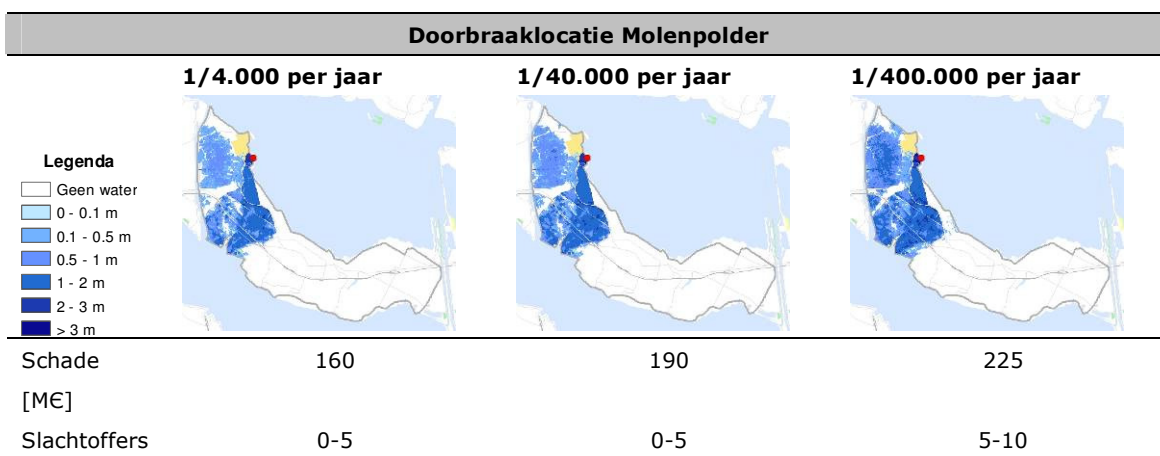 Doorbraaklocatie Molenpolder
1/4.000 per jaar 1/40.000 per jaar 1/400.000 per jaar
Legenda
Geen water
0 - 0.1 m
0.1 - 0.5 m
0.5 - 1 m
1 - 2 m
2 - 3 m
> 3 m
Schade 160 190 225
[M€]
Slachtoffers 0-5 0-5 5-10